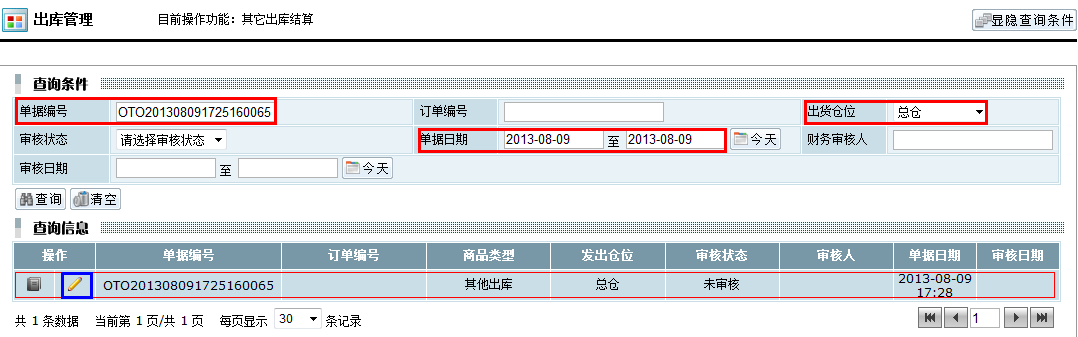 出库管理 目前操作功能：其它出库结算 显隐查询条件
查询条件
单据编号 OTO201308091725160065 订单编号 出货仓位 总仓
审核状态 请选择审核状态 单据日期 2013-08-09 至 2013-08-09 今天 财务审核人
审核日期 至 今天
查询 清空
查询信息
操作 单据编号 订单编号 商品类型 发出仓位 审核状态 审核人 单据日期 审核日期
OTO201308091725160065 其他出库 总仓 未审核 2013-08-09
17:28
共 1 条数据 当前第 1 页/共 1 页 每页显示 30 条记录 1